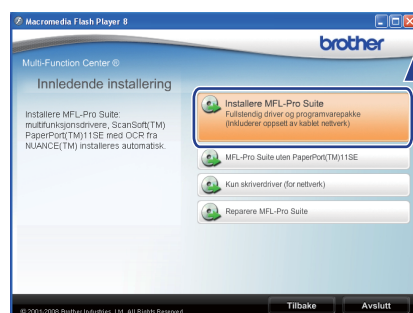 Macromedia Flash Player 8
brother
Multi-Function Center ®
Innledende installering
Installere MFL-Pro Suite:
multifunksjonsdrivere, ScanSoft(TM)
PaperPort(TM)11SE med OCR fra
NUANCE(TM) installeres automatisk.
Installere MFL-Pro Suite
Fullstendig driver og programvarepakke
(Inkluderer oppsett av kablet nettverk)
MFL-Pro Suite uten PaperPort(TM)11SE
Kun skriverdriver (for nettverk)
Reparere MFL-Pro Suite
© 2001-2008 Brother Industries, Ltd. All Rights Reserved.
Tilbake
Avslutt